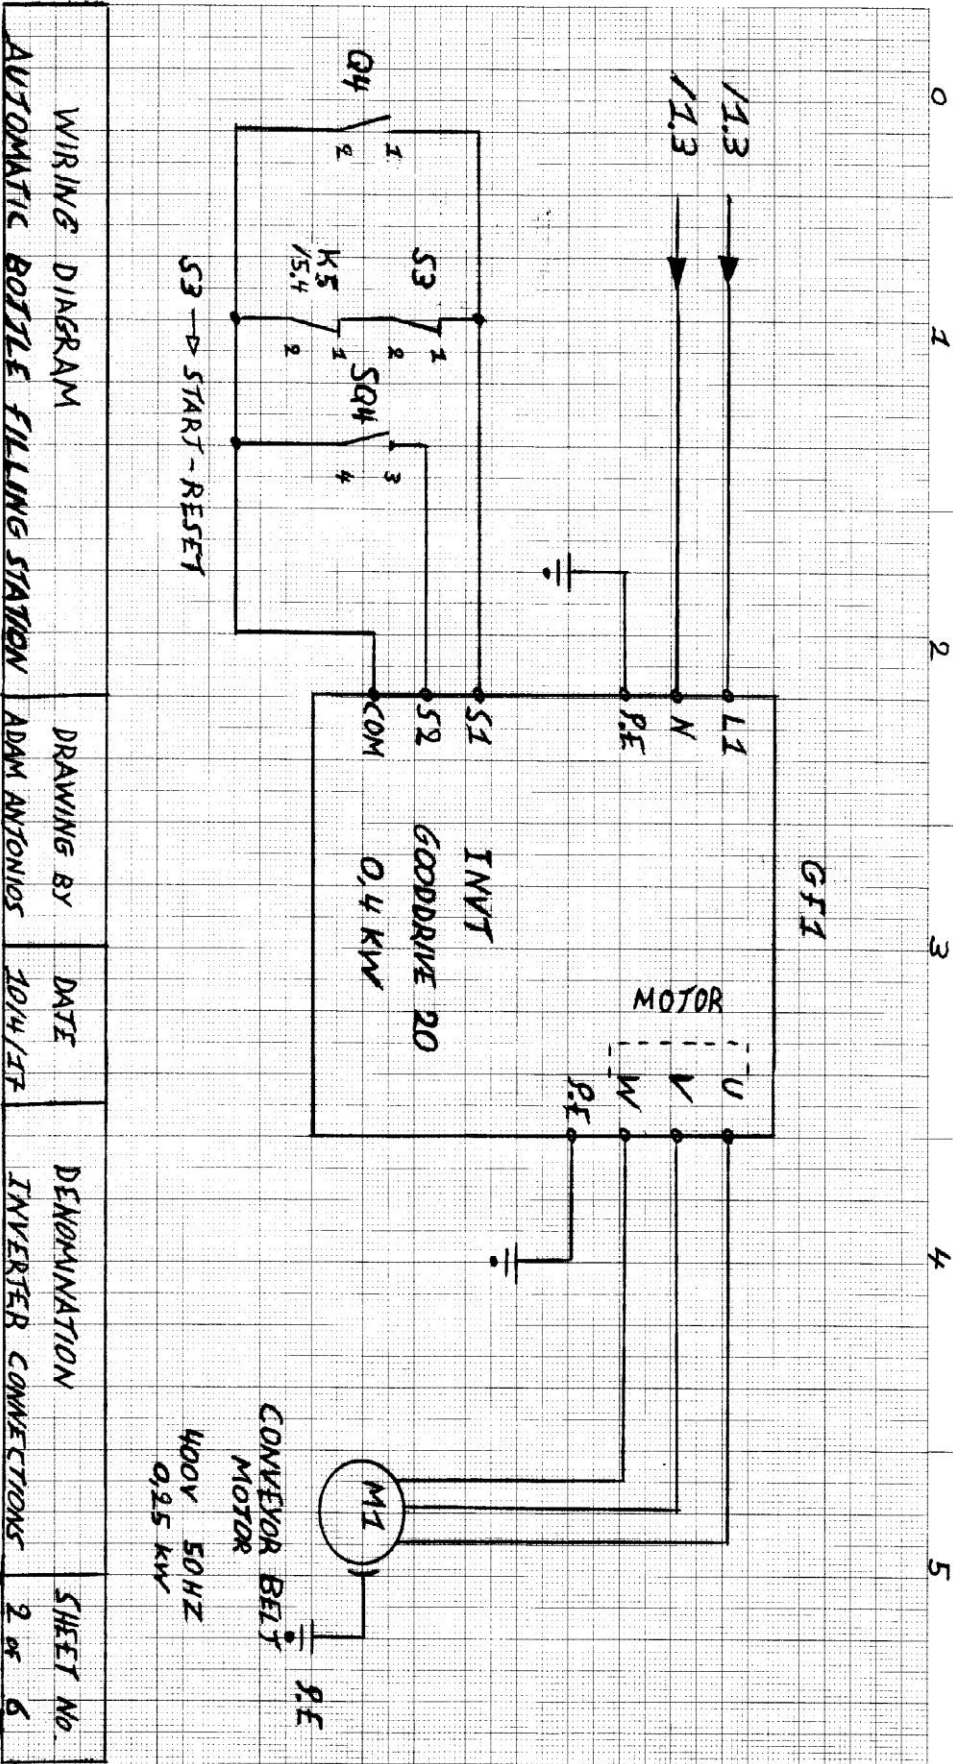 0 1 2 3 4 5
/1.3
/1.3
GF1
L1
N
P.E
S1
S2
COM
INVT
GOODDRIVE 20
0,4 KW
MOTOR
U
V
W
P.E
Q4
1
2
S3
1
2
K5
/5.4
1
2
SQ4
3
4
S3 → START-RESET
M1
CONVEYOR BELT
MOTOR
400V 50HZ
0,25 KW
P.E
WIRING DIAGRAM
AUTOMATIC BOTTLE FILLING STATION
DRAWING BY
ADAM ANTONIOS
DATE
10/4/17
DENOMINATION
INVERTER CONNECTIONS
SHEET No.
2 OF 6